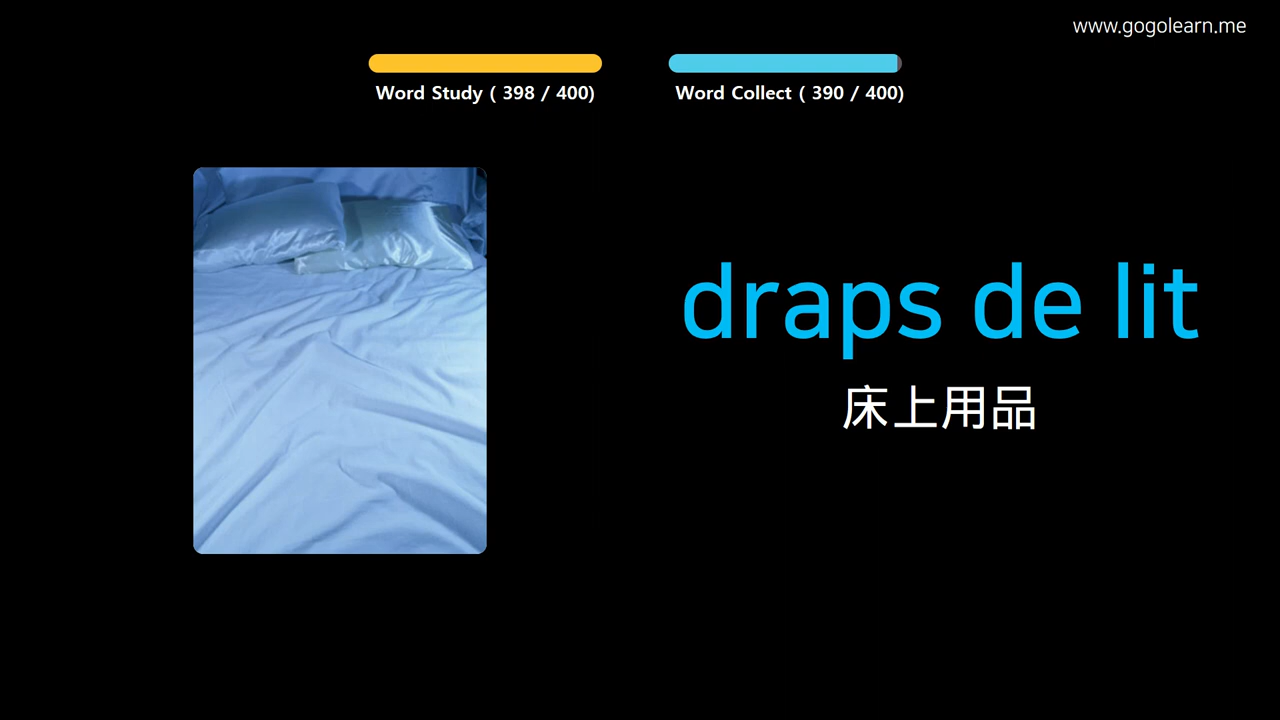 www.gogolearn.me
Word Study ( 398 / 400)
Word Collect ( 390 / 400)
draps de lit
床上用品